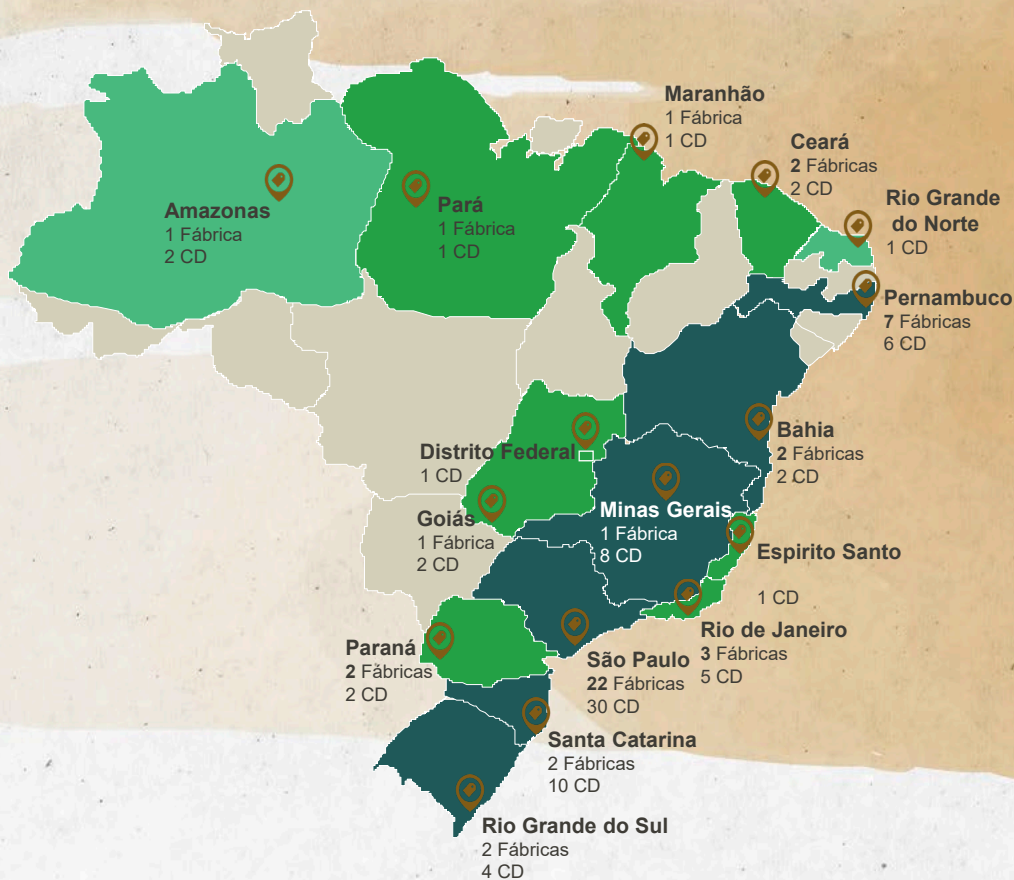 Maranhão
1 Fábrica
1 CD
Ceará
2 Fábricas
2 CD
Rio Grande
do Norte
1 CD
Amazonas
1 Fábrica
2 CD
Pará
1 Fábrica
1 CD
Pernambuco
7 Fábricas
6 CD
Bahia
2 Fábricas
2 CD
Distrito Federal
1 CD
Goiás
1 Fábrica
2 CD
Minas Gerais
1 Fábrica
8 CD
Espirito Santo
1 CD
Rio de Janeiro
3 Fábricas
5 CD
Paraná
2 Fábricas
2 CD
São Paulo
22 Fábricas
30 CD
Santa Catarina
2 Fábricas
10 CD
Rio Grande do Sul
2 Fábricas
4 CD